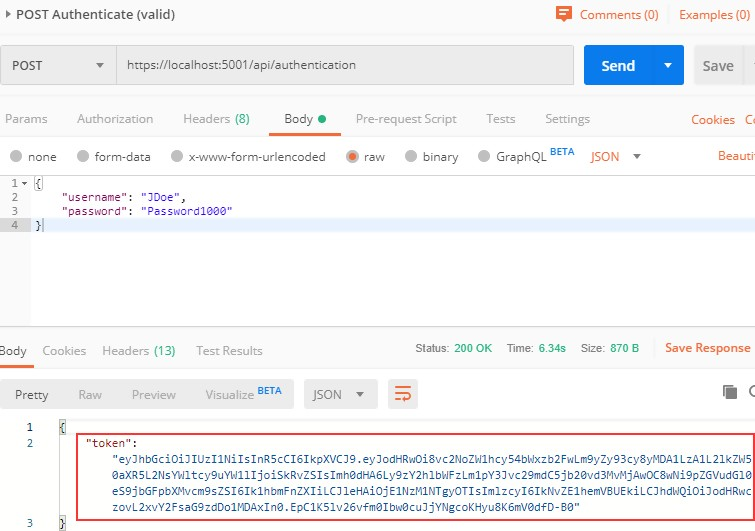 POST Authenticate (valid)
Comments (0)
Examples (0)
POST
https://localhost:5001/api/authentication
Send
Save
Params
Authorization
Headers (8)
Body
Pre-request Script
Tests
Settings
Cookies
none
form-data
x-www-form-urlencoded
raw
binary
GraphQL BETA
JSON
Beauti
1 {
2 "username": "JDoe",
3 "password": "Password1000"
4 }
Body
Cookies
Headers (13)
Test Results
Status: 200 OK
Time: 6.34s
Size: 870 B
Save Response
Pretty
Raw
Preview
Visualize BETA
JSON
1 {
2 "token":
"eyJhbGciOiJIUzI1NiIsInR5cCI6IkpXVCJ9.eyJodHRwOi8vc2NoZW1hcy54bWxzb2FwLm9yZy93cy8yMDA1LzA1L2lkZW5
0aXR5L2NsYWltcy9uYW1lIjoiSkRvZSIsImh0dHA6Ly9zY2hlbWFzLm1pY3Jvc29mdC5jb20vd3MvMjAwOC8wNi9pZGVudGl0
eS9jbGFpbXMvcm9sZSI6Ik1hbmFnZXIiLCJleHAiOjE1NzM1NTgyOTIsImlzcyI6IkNvZE1hemVBUEkiLCJhdWQiOiJodHRwc
zovL2xvY2FsaG9zdDo1MDAxIn0.EpC1K5lv26vfm0Ibw0cuJjYNgcoKHyu8K6mV0dfD-B0"
3 }